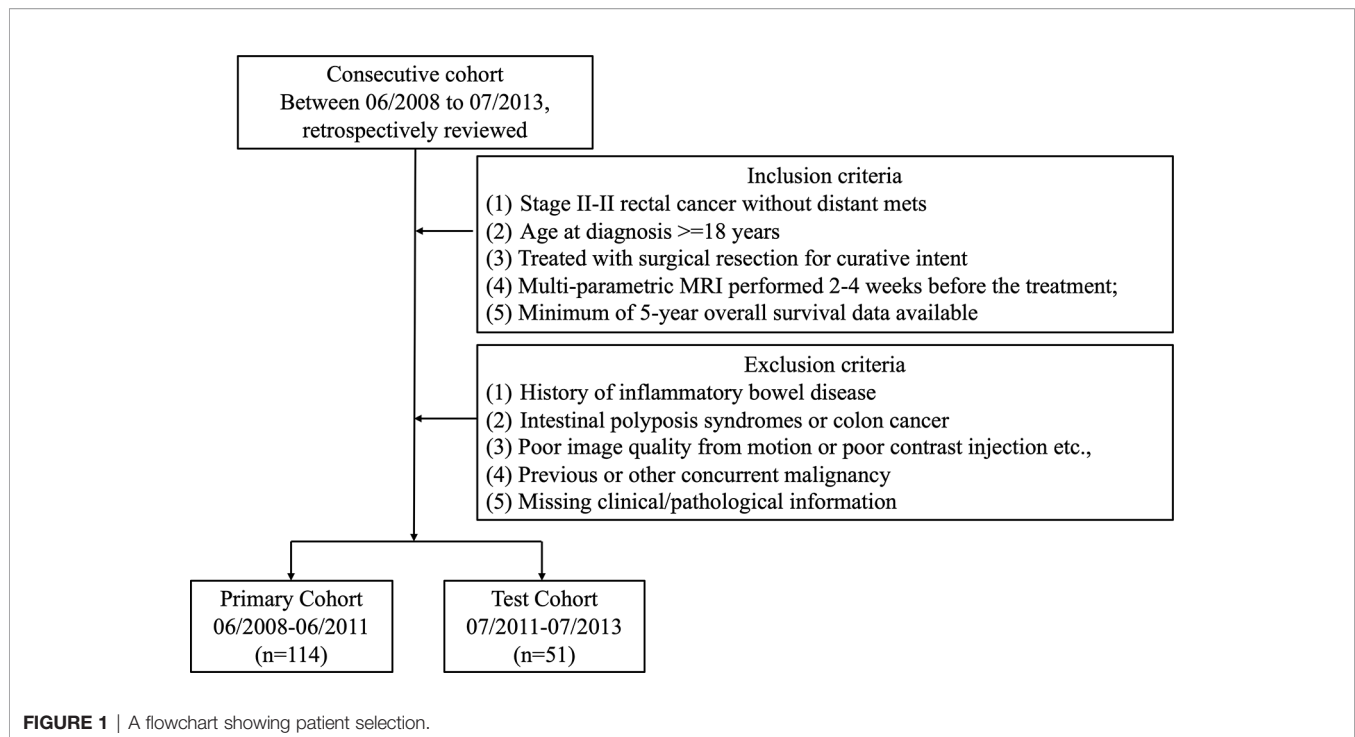 Consecutive cohort
Between 06/2008 to 07/2013,
retrospectively reviewed
Inclusion criteria
(1) Stage II-II rectal cancer without distant mets
(2) Age at diagnosis >=18 years
(3) Treated with surgical resection for curative intent
(4) Multi-parametric MRI performed 2-4 weeks before the treatment;
(5) Minimum of 5-year overall survival data available
Exclusion criteria
(1) History of inflammatory bowel disease
(2) Intestinal polyposis syndromes or colon cancer
(3) Poor image quality from motion or poor contrast injection etc.,
(4) Previous or other concurrent malignancy
(5) Missing clinical/pathological information
Primary Cohort
06/2008-06/2011
(n=114)
Test Cohort
07/2011-07/2013
(n=51)
FIGURE 1 | A flowchart showing patient selection.